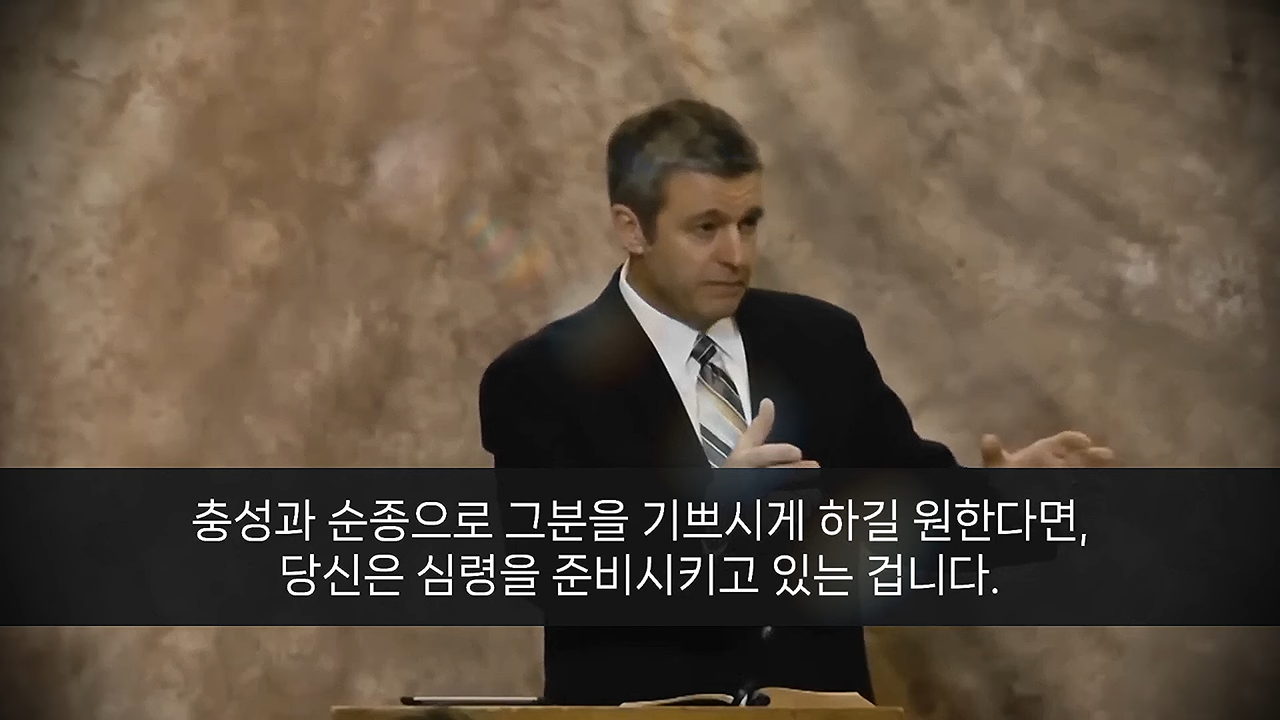 충성과 순종으로 그분을 기쁘시게 하길 원한다면,
당신은 심령을 준비시키고 있는 겁니다.